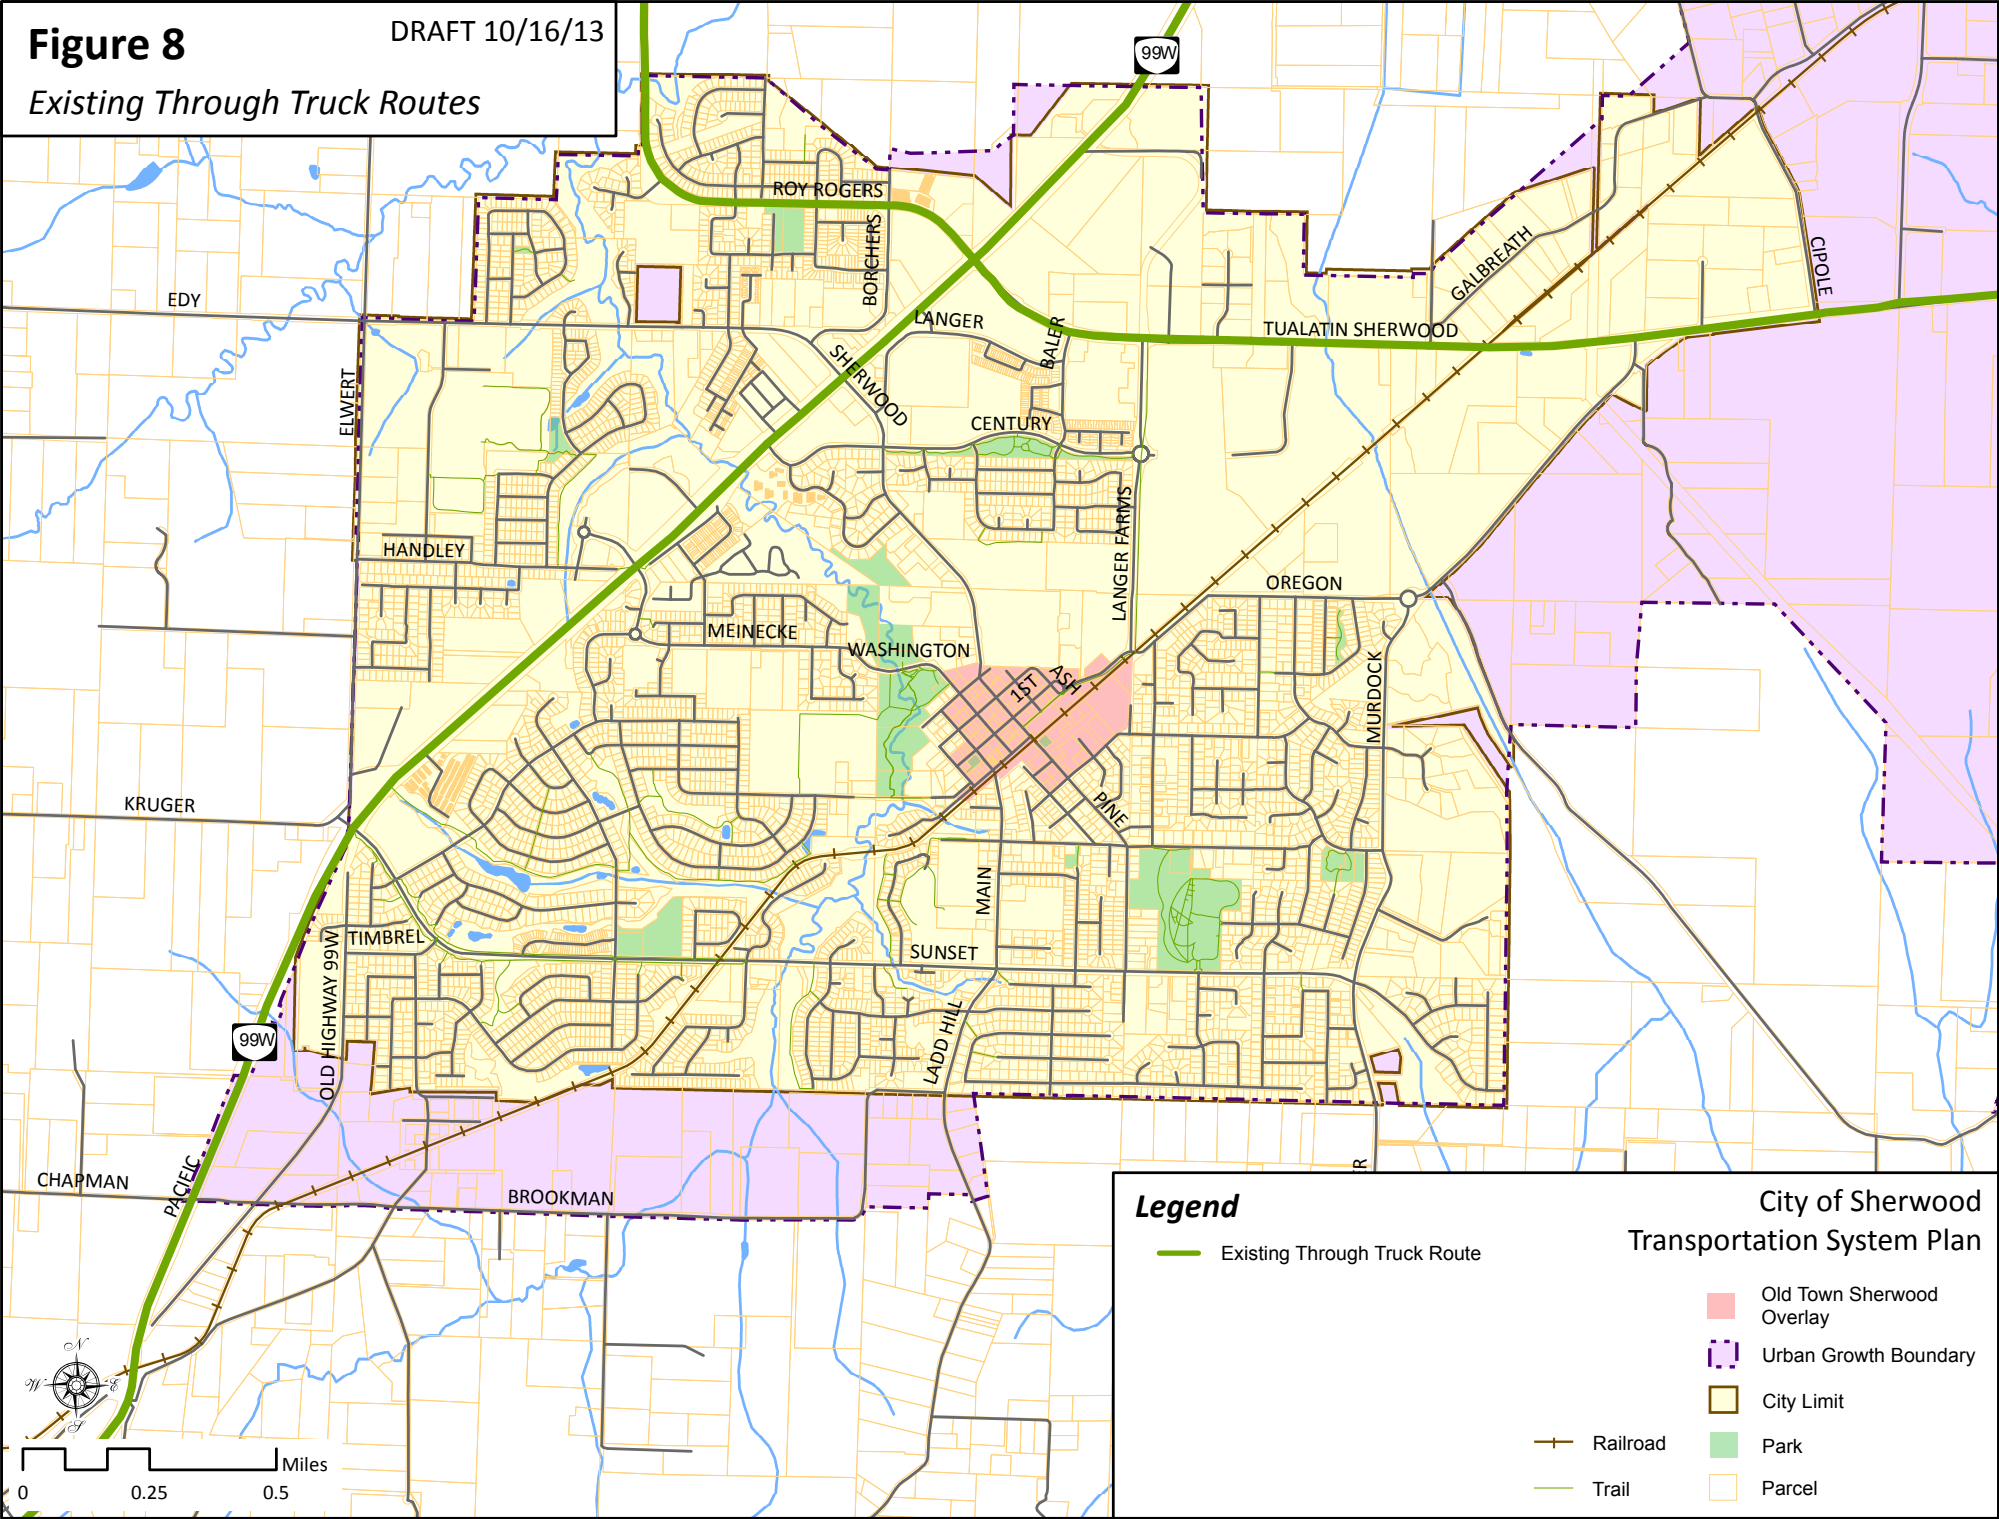 Figure 8
DRAFT 10/16/13
Existing Through Truck Routes
99W
ROY ROGERS
BORCHERS
EDY
LANGER
BALER
GALBREATH
CIPOLE
TUALATIN SHERWOOD
SHERWOOD
ELWERT
CENTURY
LANGER FARMS
HANDLEY
OREGON
MEINECKE
WASHINGTON
1ST
ASH
MURDOCK
KRUGER
PINE
MAIN
TIMBREL
SUNSET
OLD HIGHWAY 99W
99W
LADD HILL
PACIFIC
CHAPMAN
BROOKMAN
N
W
E
S
Miles
0
0.25
0.5
Legend
Existing Through Truck Route
City of Sherwood
Transportation System Plan
Old Town Sherwood
Overlay
Urban Growth Boundary
City Limit
Railroad
Park
Trail
Parcel